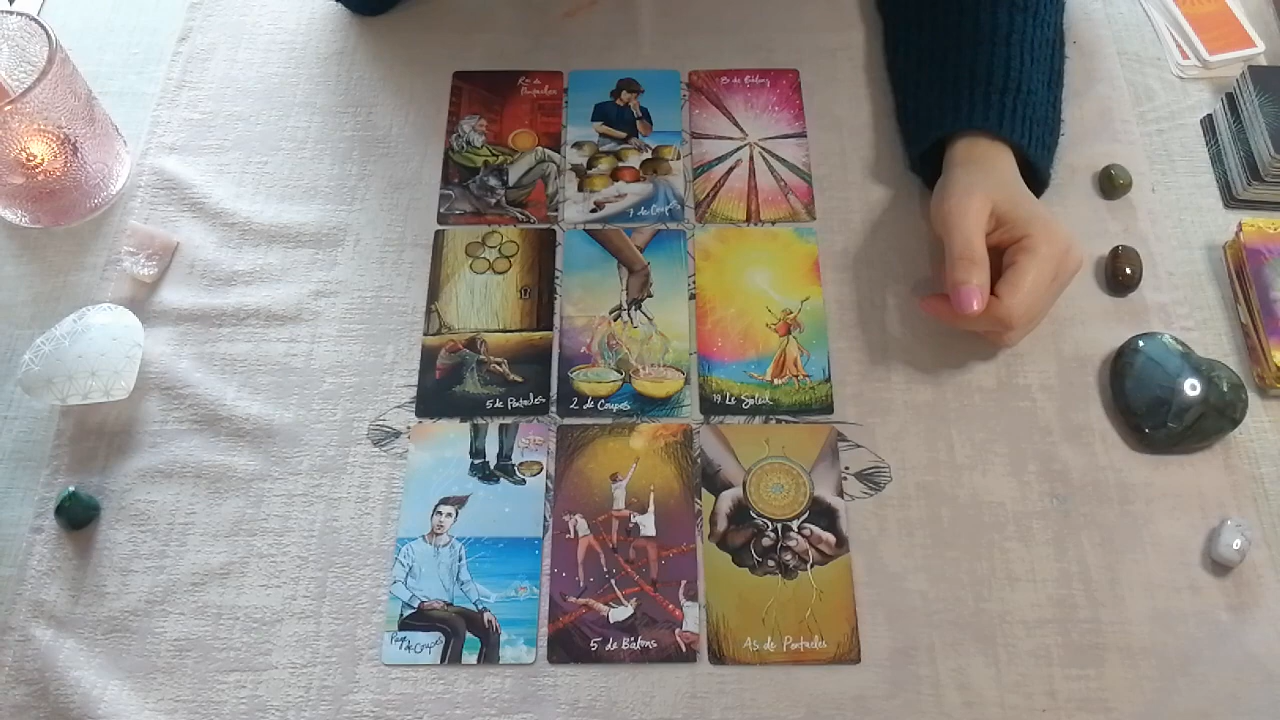 Roi de
Pentacles
7 de Coupes
8 de Bâtons
5 de Pentacles
2 de Coupes
19 Le Soleil
Page
de Coupes
5 de Bâtons
As de Pentacles